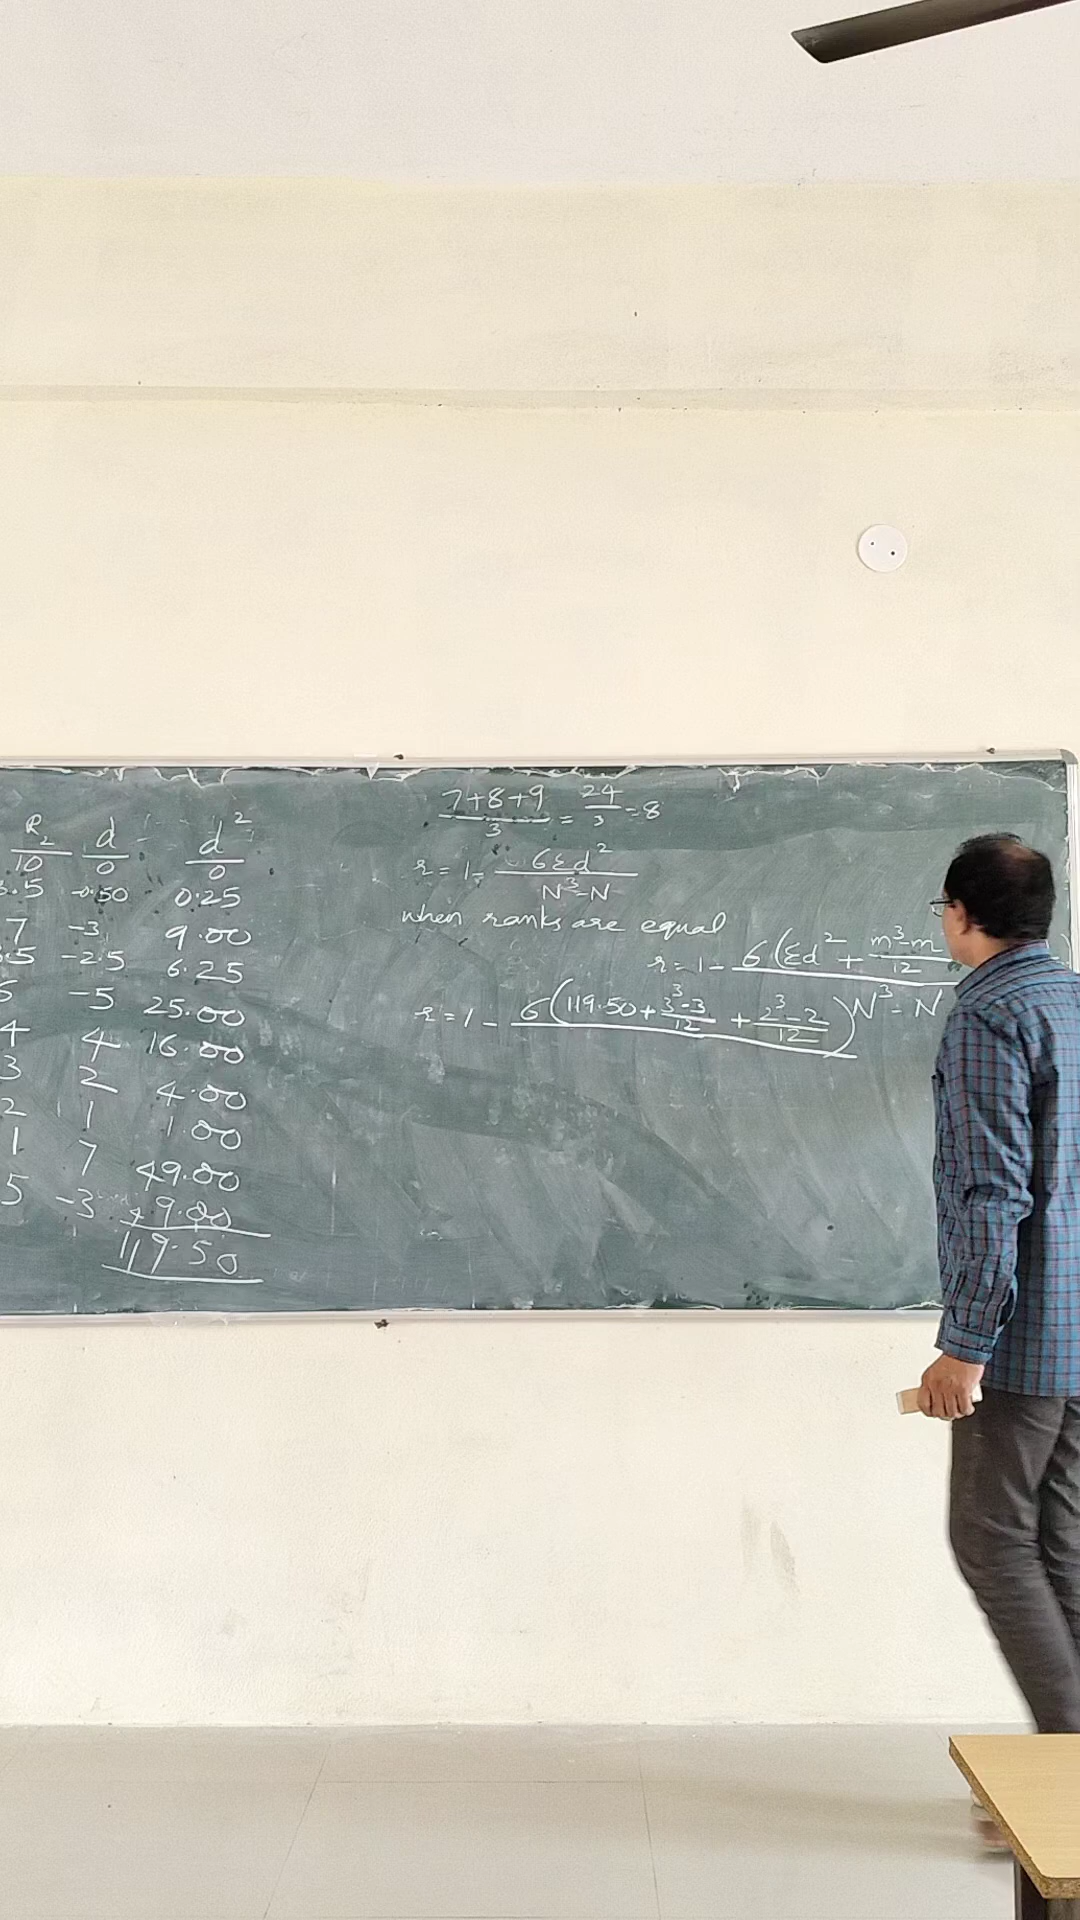 7+8+9/3 = 24/3 = 8
R₂ d d²
10 0 0
.5 -0.50 0.25
7 -3 9.00
.5 -2.5 6.25
-5 25.00
4 4 16.00
3 2 4.00
2 1 1.00
1 7 49.00
5 -3 9.00
119.50
r = 1 - 6Σd²/N³-N
when ranks are equal
r = 1 - 6(Σd² + m³-m/12
N³-N
r = 1 - 6(119.50 + 3³-3/12 + 2³-2/12)